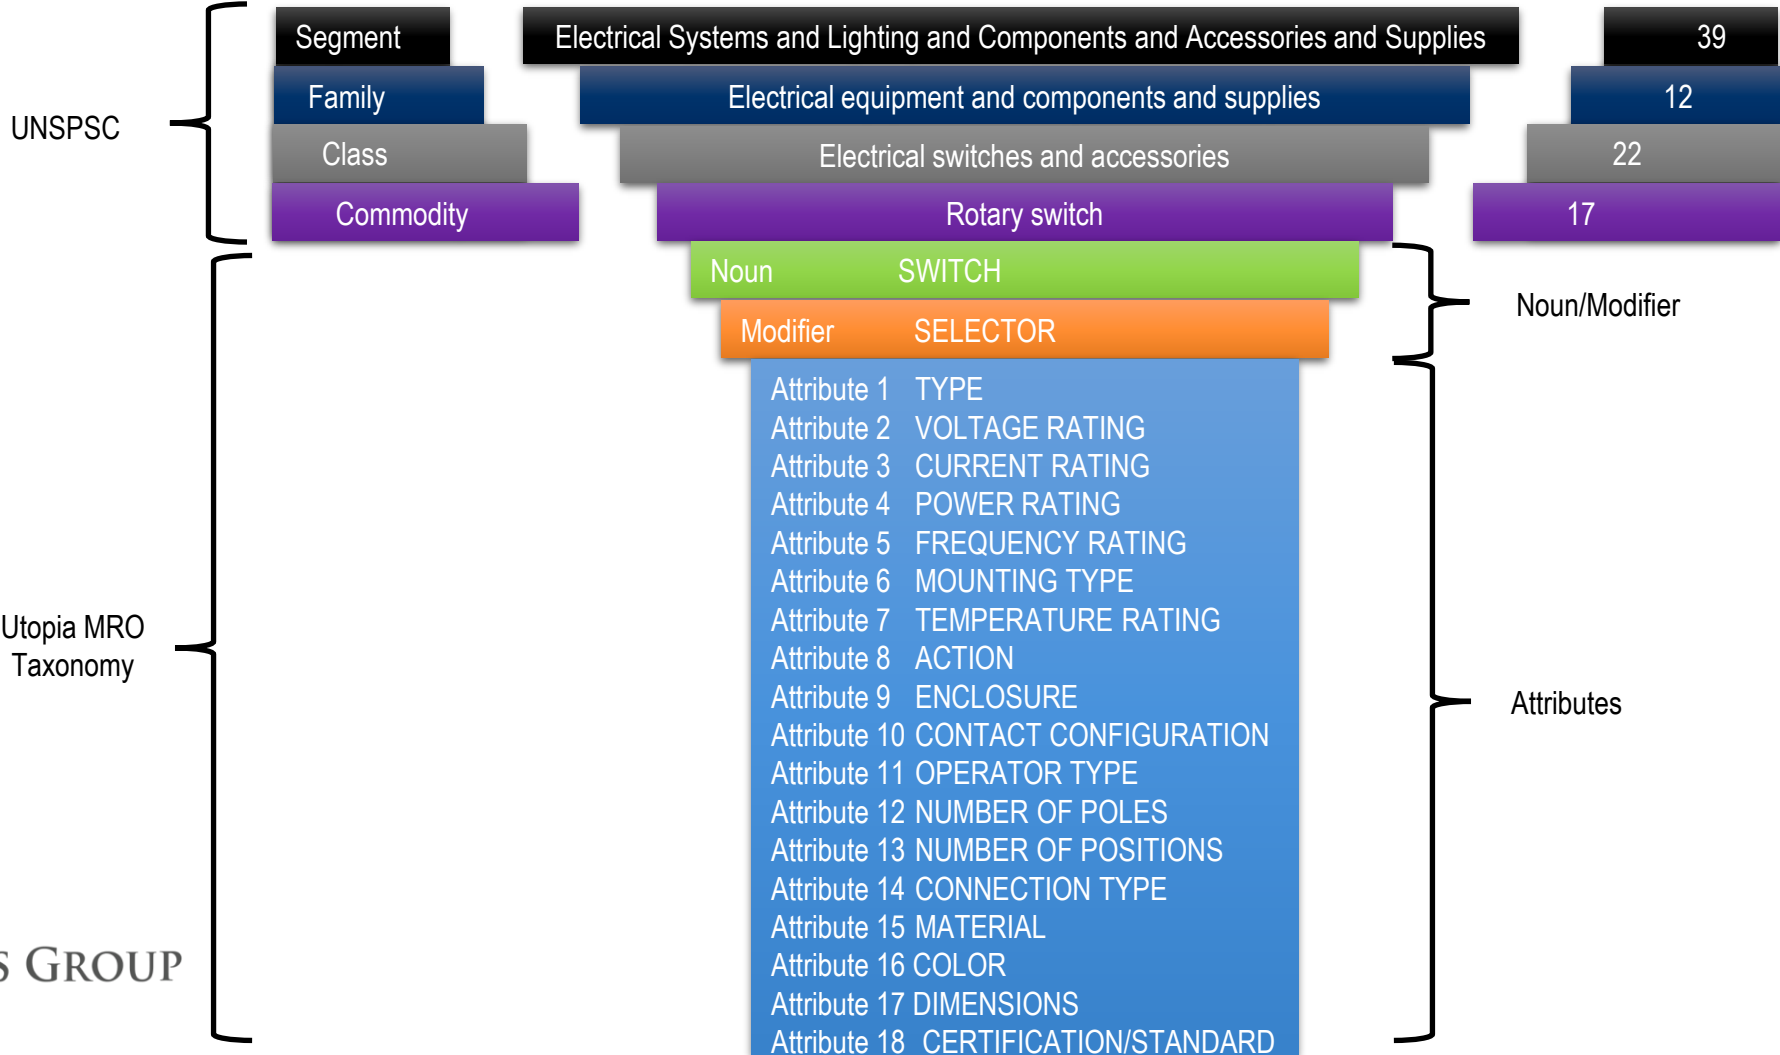 Segment Electrical Systems and Lighting and Components and Accessories and Supplies 39
Family Electrical equipment and components and supplies 12
UNSPSC
Class Electrical switches and accessories 22
Commodity Rotary switch 17
Noun SWITCH
Noun/Modifier
Modifier SELECTOR
Attribute 1 TYPE
Attribute 2 VOLTAGE RATING
Attribute 3 CURRENT RATING
Attribute 4 POWER RATING
Attribute 5 FREQUENCY RATING
Attribute 6 MOUNTING TYPE
Utopia MRO
Taxonomy
Attribute 7 TEMPERATURE RATING
Attribute 8 ACTION
Attribute 9 ENCLOSURE
Attributes
Attribute 10 CONTACT CONFIGURATION
Attribute 11 OPERATOR TYPE
Attribute 12 NUMBER OF POLES
Attribute 13 NUMBER OF POSITIONS
Attribute 14 CONNECTION TYPE
Attribute 15 MATERIAL
Attribute 16 COLOR
Attribute 17 DIMENSIONS
Attribute 18 CERTIFICATION/STANDARD
S GROUP